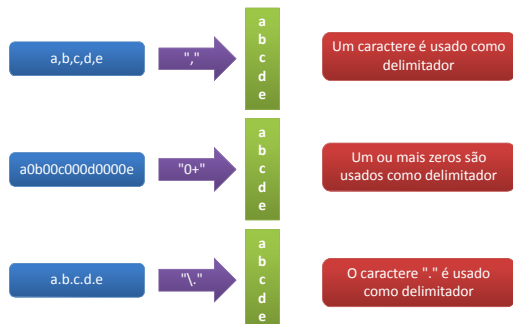 a,b,c,d,e
","
a
b
c
d
e
Um caractere é usado como
delimitador
a0b00c000d0000e
"0+"
a
b
c
d
e
Um ou mais zeros são
usados como delimitador
a.b.c.d.e
"\."
a
b
c
d
e
O caractere "." é usado
como delimitador